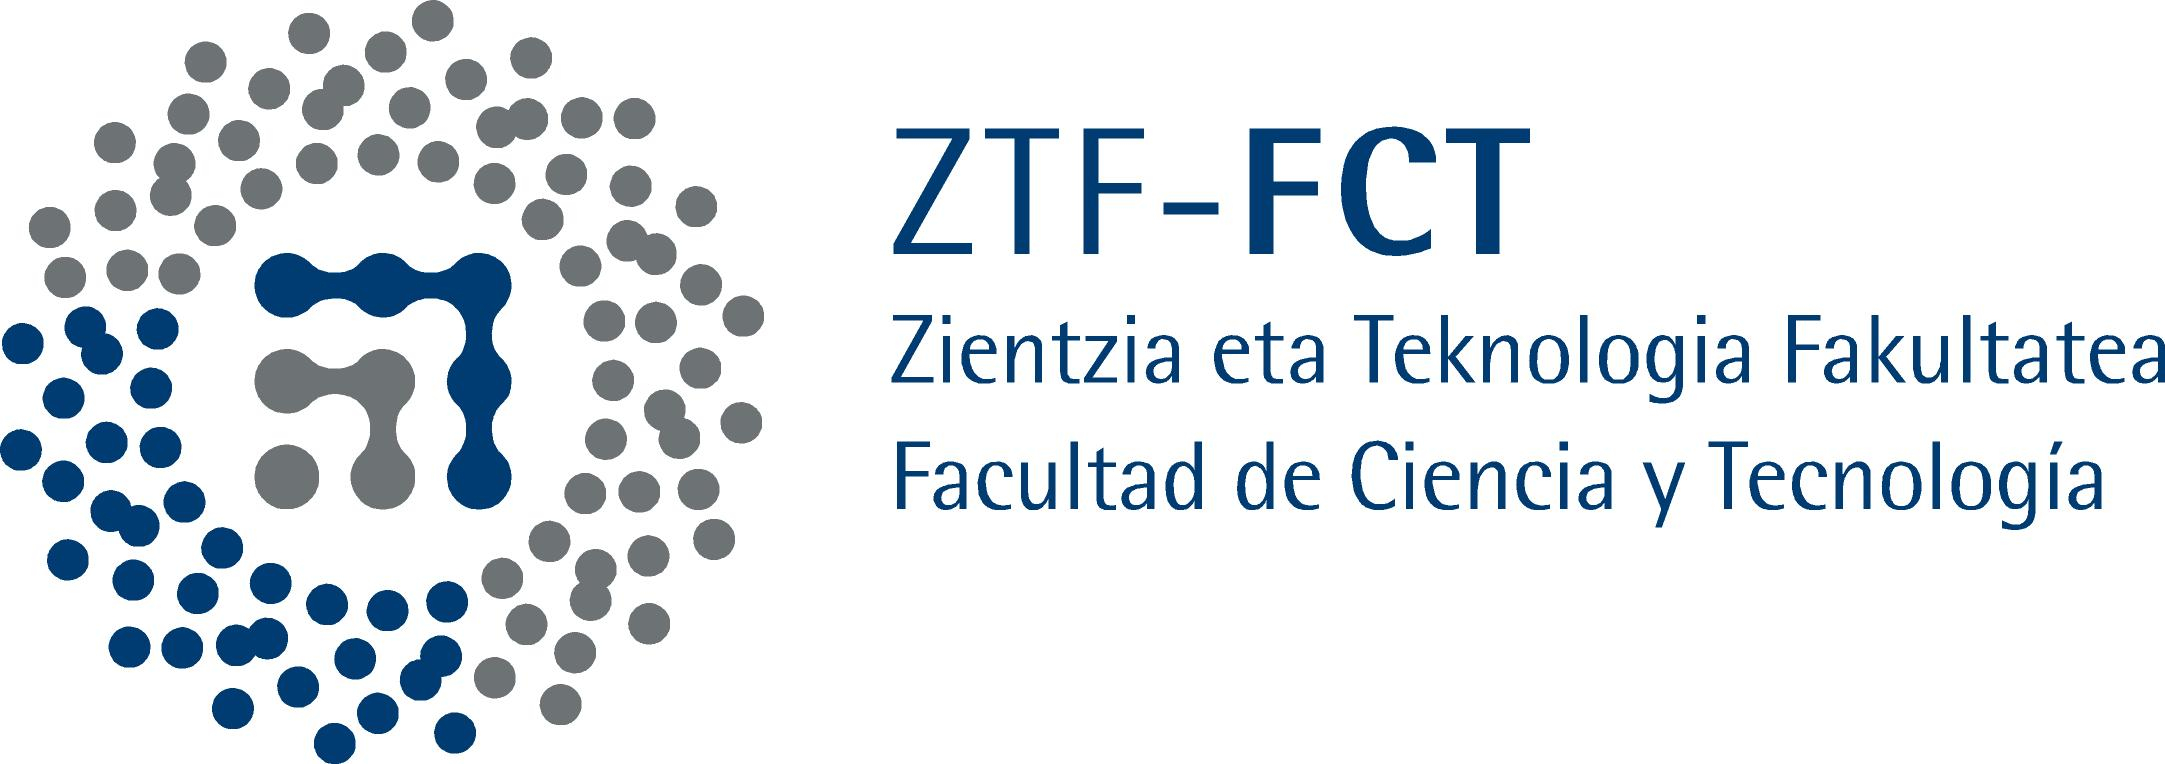 ZTF-FCT
Zientzia eta Teknologia Fakultatea
Facultad de Ciencia y Tecnología